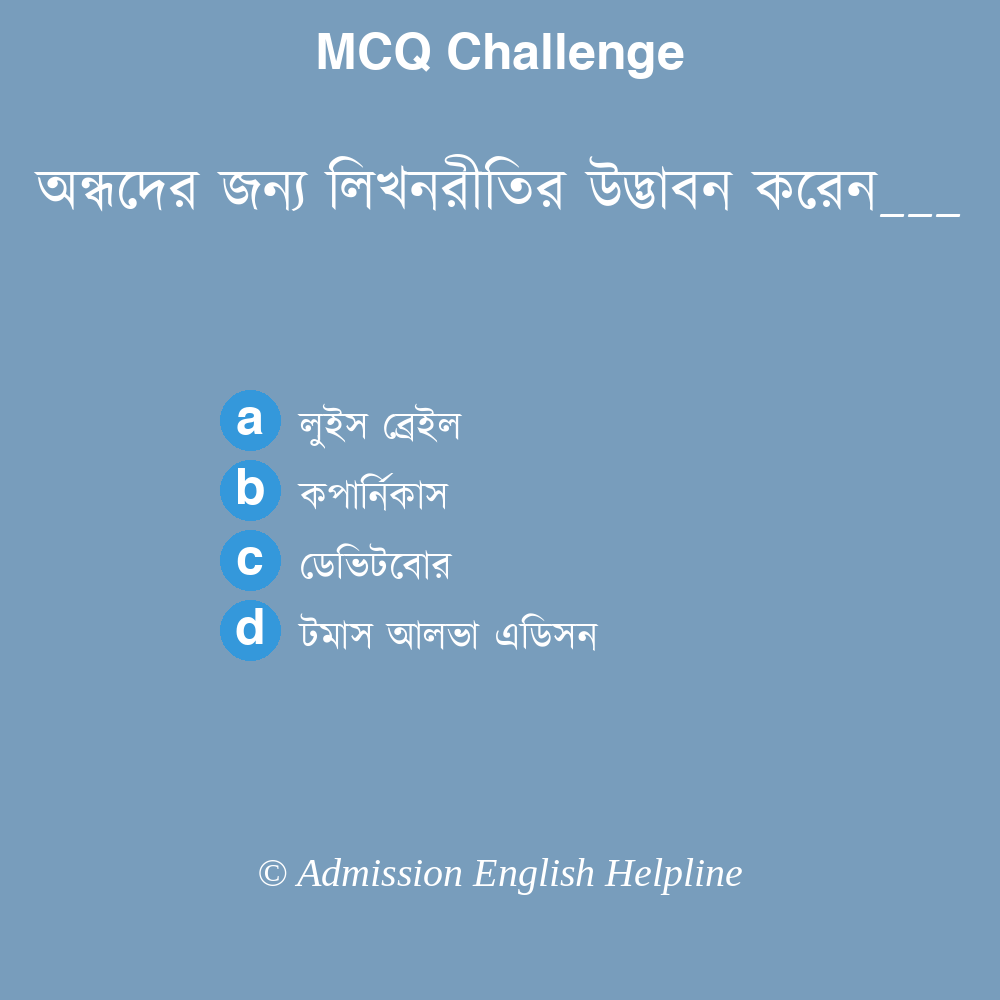 MCQ Challenge
অন্ধদের জন্য লিখনরীতির উদ্ভাবন করেন___
a লুইস ব্রেইল
b কপার্নিকাস
c ডেভিটবোর
d টমাস আলভা এডিসন
© Admission English Helpline